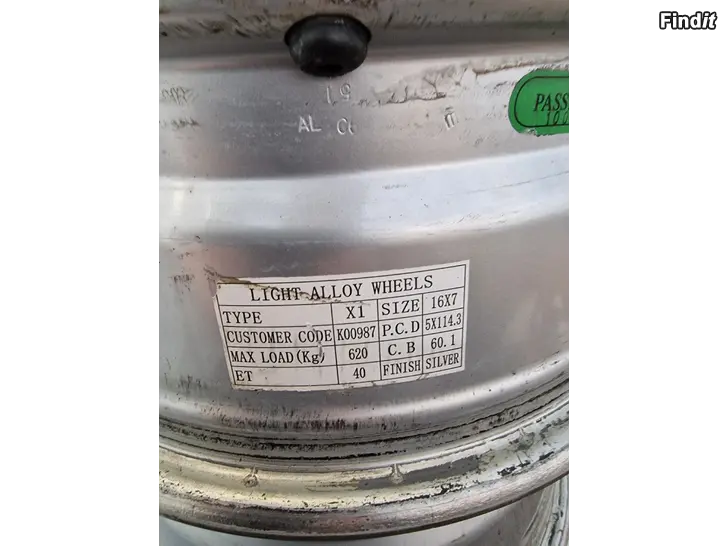 Findit
51
AL
PASS
LIGHT ALLOY WHEELS
TYPE X1 SIZE 16X7
CUSTOMER CODE K00987 P.C.D 5X114.3
MAX LOAD(Kg) 620 C.B 60.1
ET 40 FINISH SILVER